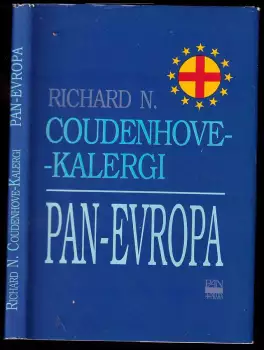 RICHARD N. COUDENHOVE-KALERGI PAN-EVROPA
RICHARD N.
COUDENHOVE-
-KALERGI
PAN-EVROPA